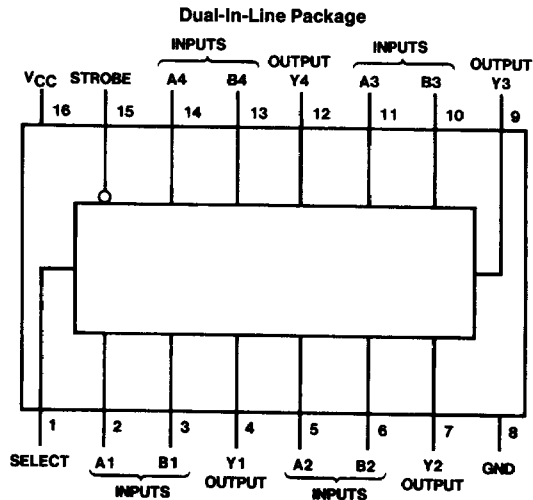 Dual-In-Line Package
INPUTS INPUTS
OUTPUT OUTPUT
VCC STROBE A4 B4 Y4 A3 B3 Y3
16 15 14 13 12 11 10 9
1 2 3 4 5 6 7 8
SELECT A1 B1 Y1 A2 B2 Y2 GND
OUTPUT OUTPUT
INPUTS INPUTS